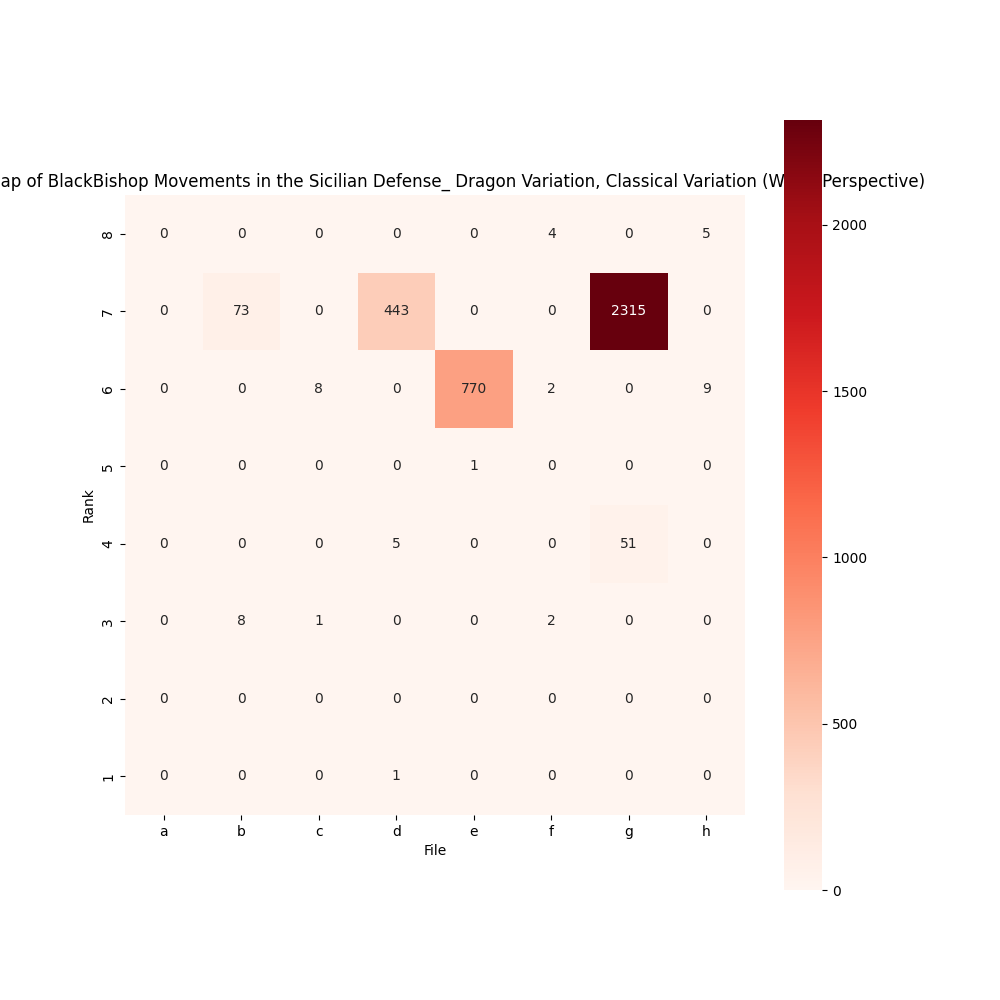 ap of BlackBishop Movements in the Sicilian Defense_ Dragon Variation, Classical Variation (W Perspective)
8 0 0 0 0 0 4 0 5
7 0 73 0 443 0 0 2315 0
6 0 0 8 0 770 2 0 9
5 0 0 0 0 1 0 0 0
4 0 0 0 5 0 0 51 0
3 0 8 1 0 0 2 0 0
2 0 0 0 0 0 0 0 0
1 0 0 0 1 0 0 0 0
a b c d e f g h
File
Rank
2000
1500
1000
500
0